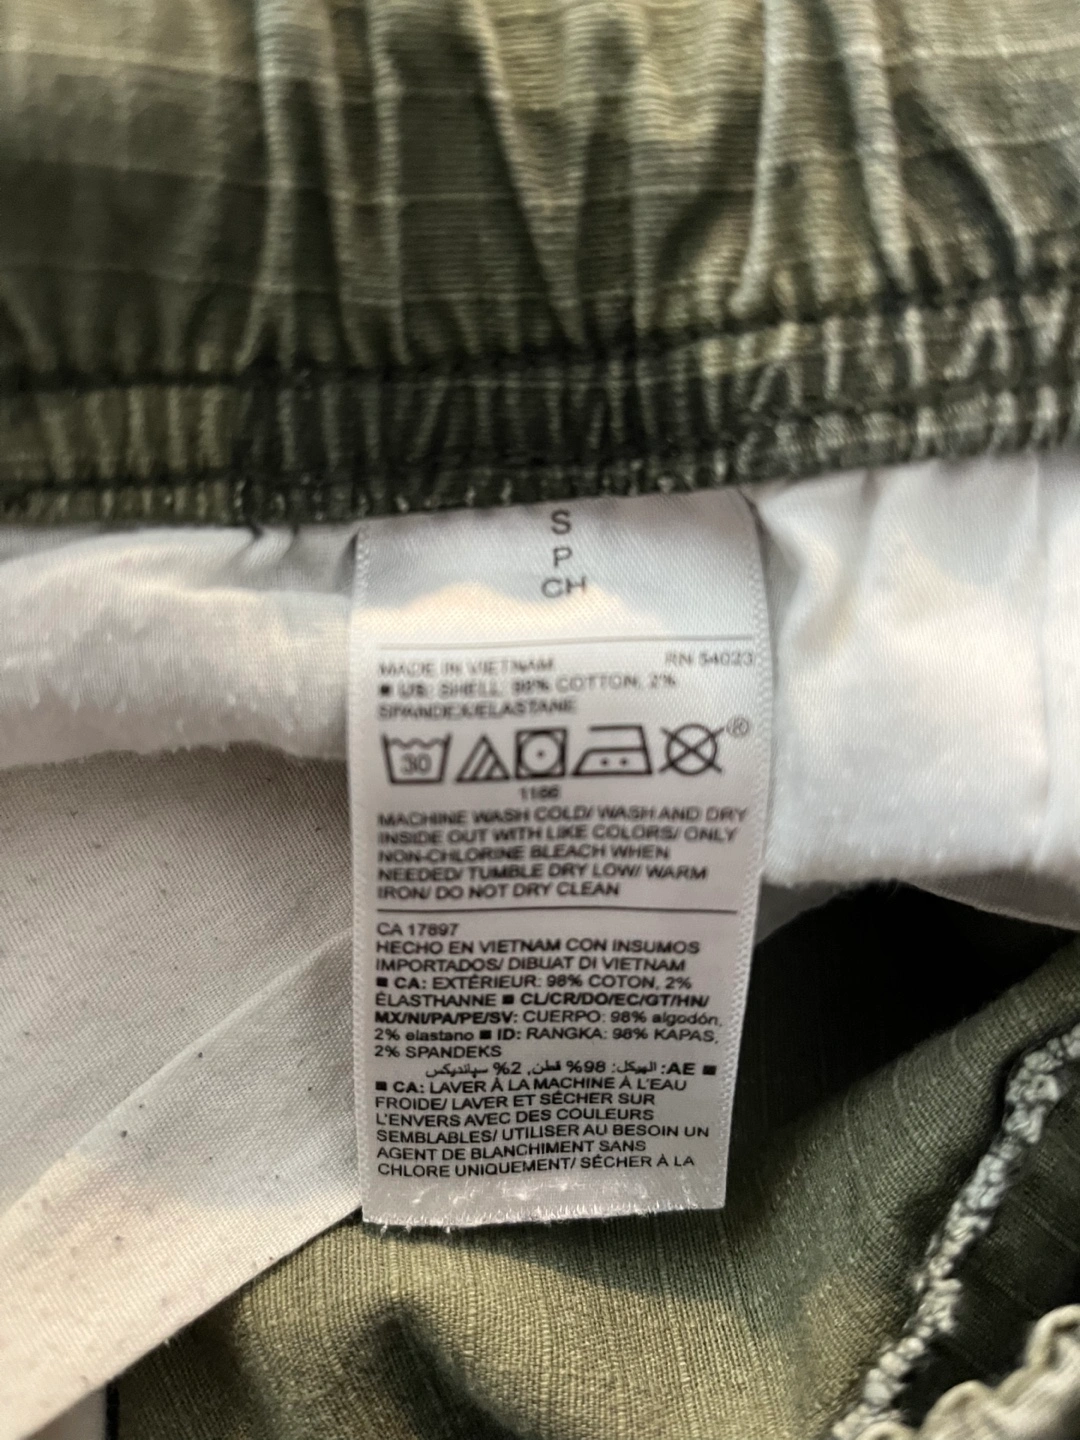 S
P
CH
MADE IN VIETNAM
RN 54023
■ US: SHELL: 98% COTTON, 2%
SPANDEX/ELASTANE
30
®
1166
MACHINE WASH COLD/ WASH AND DRY
INSIDE OUT WITH LIKE COLORS/ ONLY
NON-CHLORINE BLEACH WHEN
NEEDED/ TUMBLE DRY LOW/ WARM
IRON/ DO NOT DRY CLEAN
CA 17897
HECHO EN VIETNAM CON INSUMOS
IMPORTADOS/ DIBUAT DI VIETNAM
■ CA: EXTÉRIEUR: 98% COTON, 2%
ÉLASTHANNE ■ CL/CR/DO/EC/GT/HN/
MX/NI/PA/PE/SV: CUERPO: 98% algodón,
2% elastano ■ ID: RANGKA: 98% KAPAS,
2% SPANDEKS
■ AE: الهيكل: 98% قطن, 2% سپانديكس
■ CA: LAVER À LA MACHINE À L'EAU
FROIDE/ LAVER ET SÉCHER SUR
L'ENVERS AVEC DES COULEURS
SEMBLABLES/ UTILISER AU BESOIN UN
AGENT DE BLANCHIMENT SANS
CHLORE UNIQUEMENT/ SÉCHER À LA